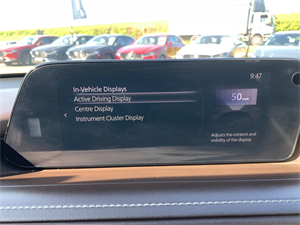 9:47
In-Vehicle Displays
Active Driving Display
Centre Display
Instrument Cluster Display
50 mph
Adjusts the content and
visibility of the display.